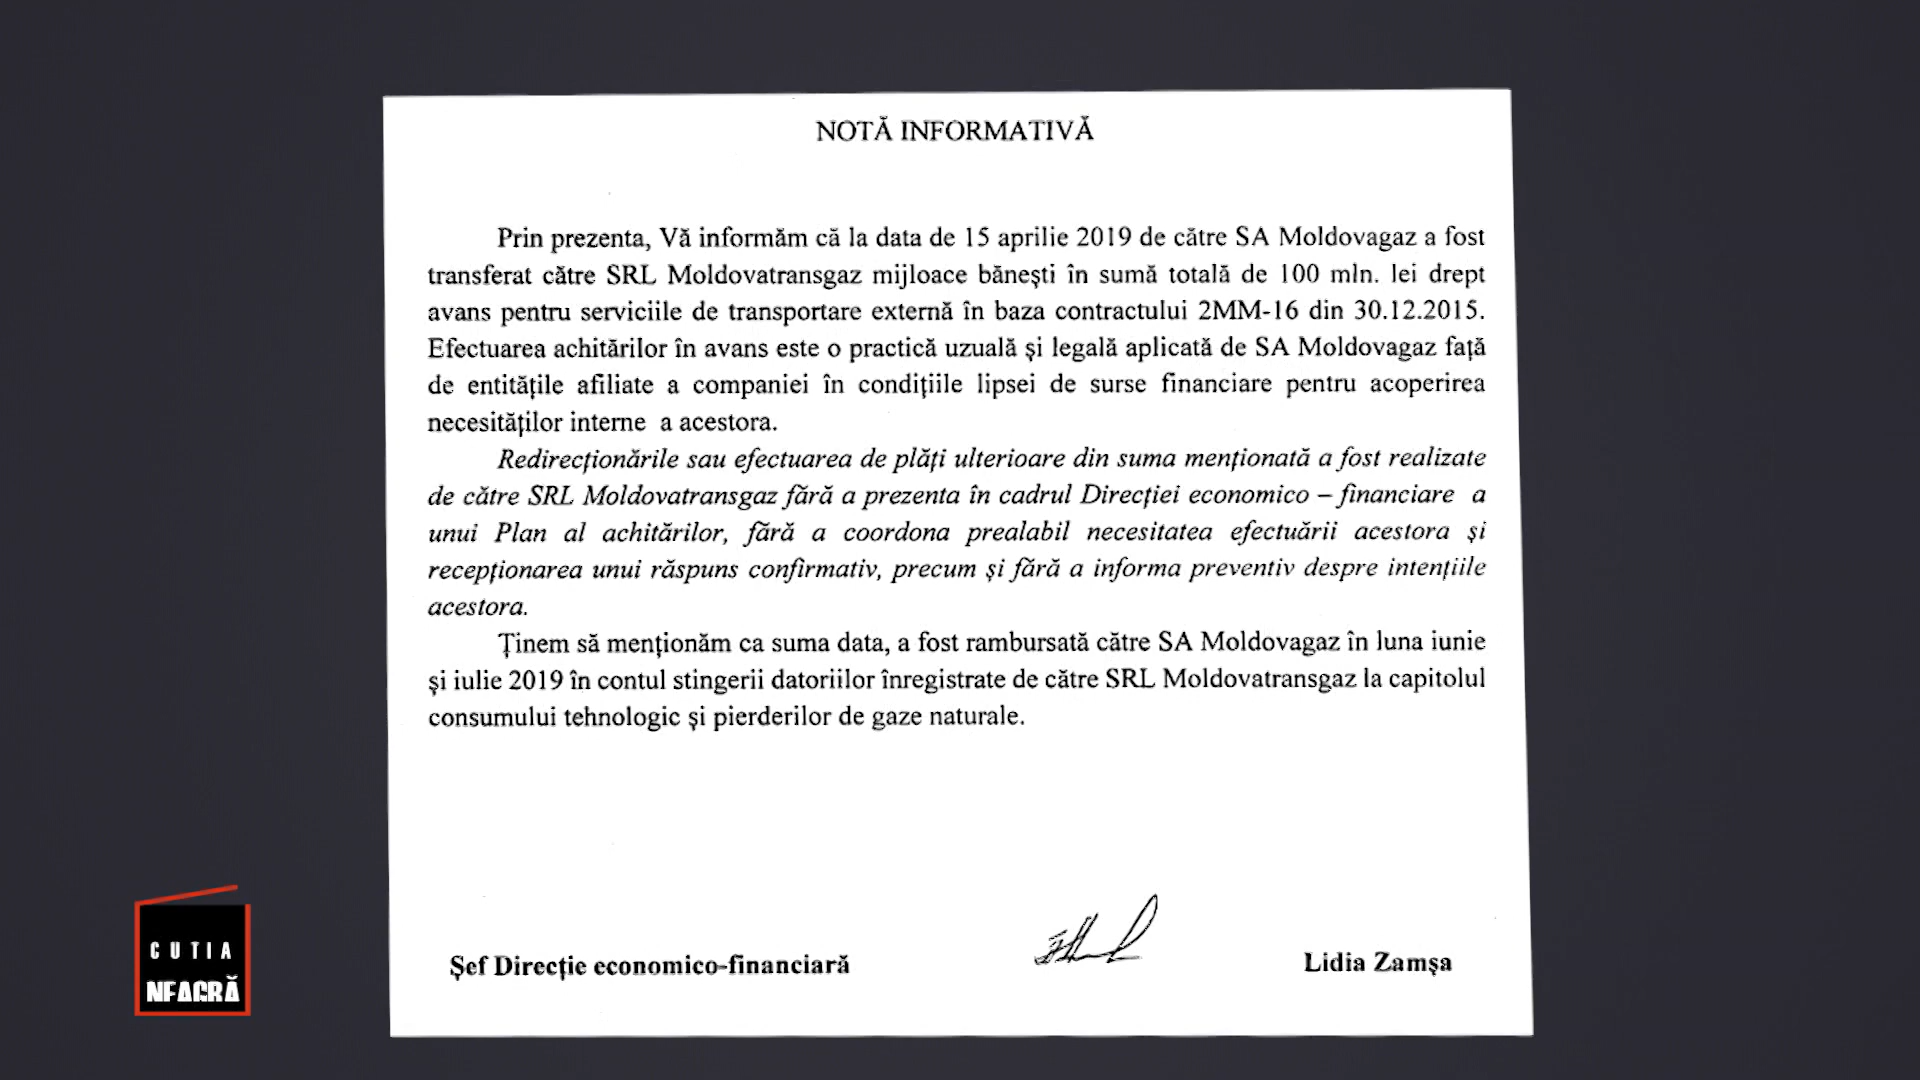 NOTĂ INFORMATIVĂ
Prin prezenta, Vă informăm că la data de 15 aprilie 2019 de către SA Moldovagaz a fost
transferat către SRL Moldovatransgaz mijloace bănești în sumă totală de 100 mln. lei drept
avans pentru serviciile de transportare externă în baza contractului 2MM-16 din 30.12.2015.
Efectuarea achitărilor în avans este o practică uzuală și legală aplicată de SA Moldovagaz față
de entitățile afiliate a companiei în condițiile lipsei de surse financiare pentru acoperirea
necesităților interne a acestora.
Redirecționările sau efectuarea de plăți ulterioare din suma menționată a fost realizate
de către SRL Moldovatransgaz fără a prezenta în cadrul Direcției economico – financiare a
unui Plan al achitărilor, fără a coordona prealabil necesitatea efectuării acestora și
recepționarea unui răspuns confirmativ, precum și fără a informa preventiv despre intențiile
acestora.
Ținem să menționăm ca suma data, a fost rambursată către SA Moldovagaz în luna iunie
și iulie 2019 în contul stingerii datoriilor înregistrate de către SRL Moldovatransgaz la capitolul
consumului tehnologic și pierderilor de gaze naturale.
Șef Direcție economico-financiară
Lidia Zamșa
CUTIA
NEAGRĂ